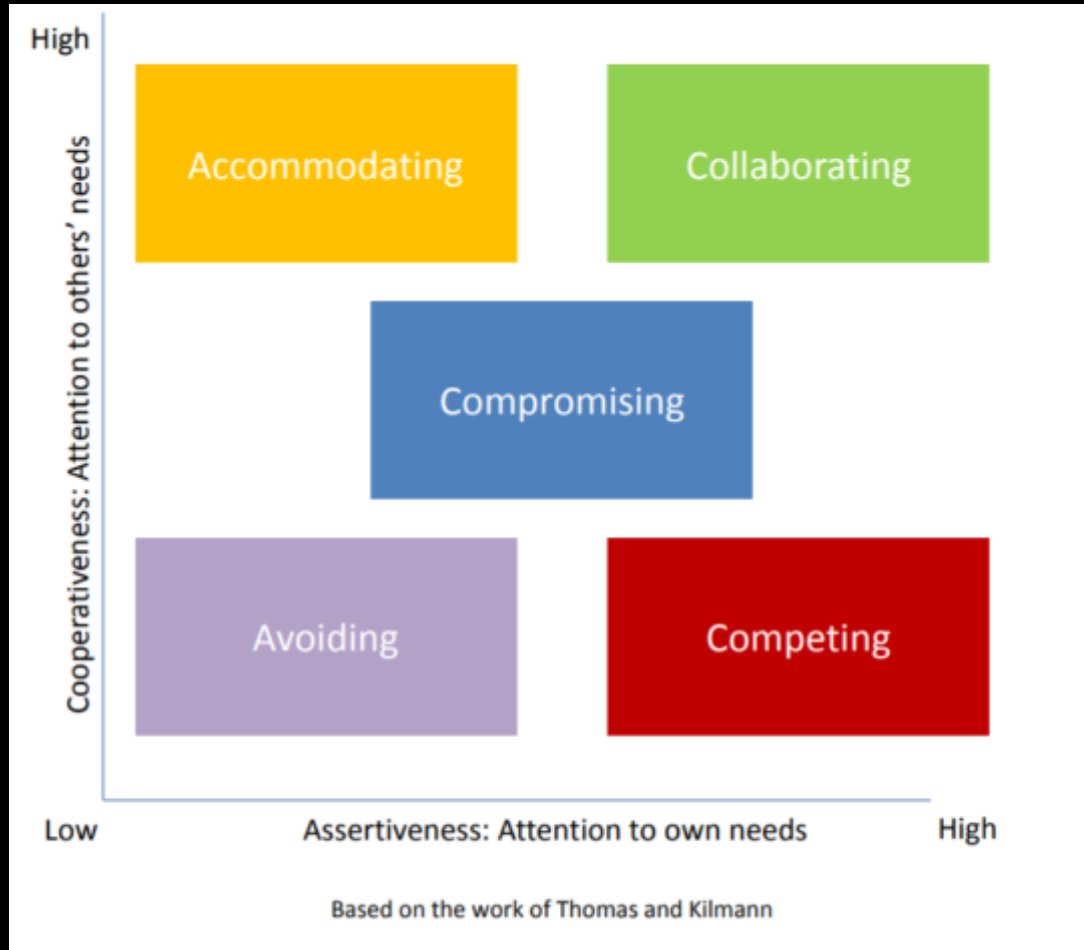 High
Cooperativeness: Attention to others’ needs
Accommodating
Collaborating
Compromising
Avoiding
Competing
Low
Assertiveness: Attention to own needs
High
Based on the work of Thomas and Kilmann